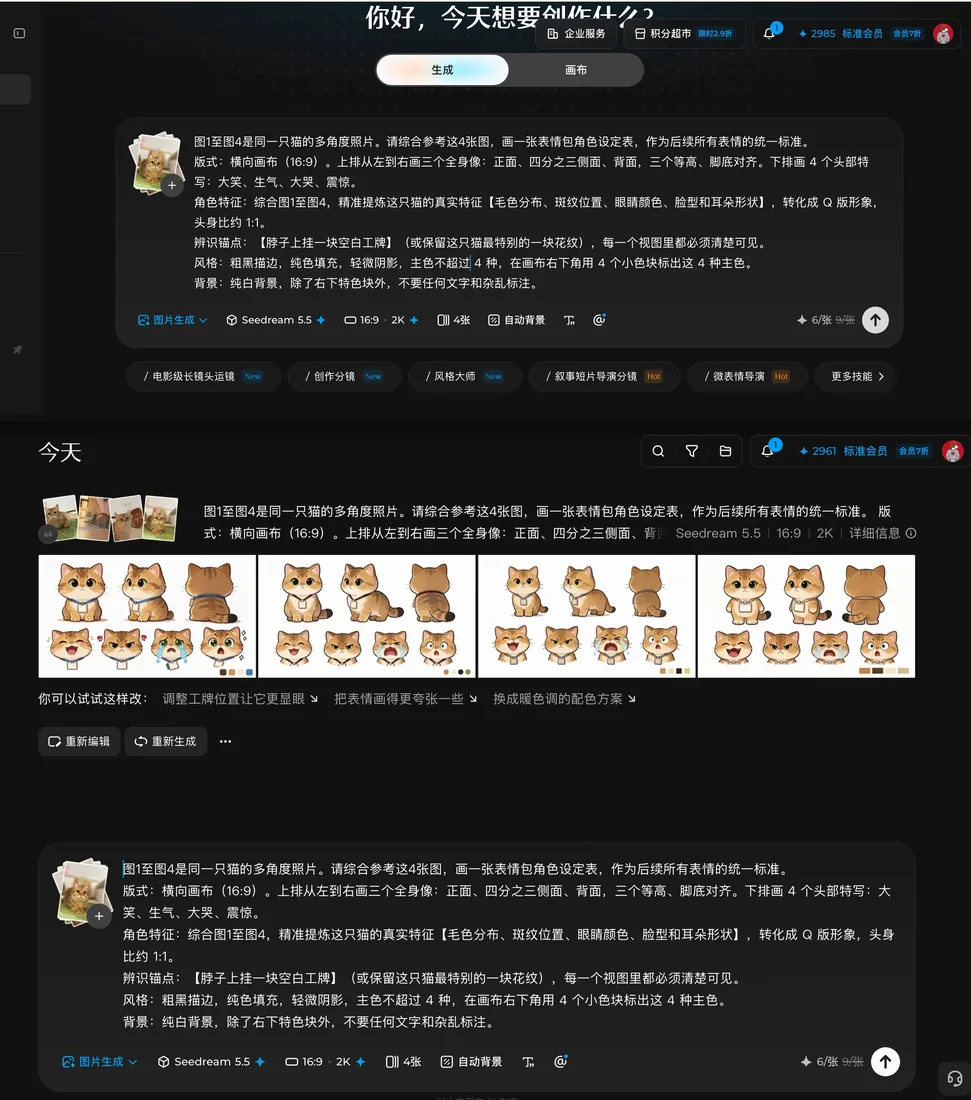 你好，今天想要创作什么？
企业服务
积分超市 限时2.9折
1
2985 标准会员 会员7折
生成
画布
图1至图4是同一只猫的多角度照片。请综合参考这4张图，画一张表情包角色设定表，作为后续所有表情的统一标准。
版式：横向画布（16:9）。上排从左到右画三个全身像：正面、四分之三侧面、背面，三个等高、脚底对齐。下排画 4 个头部特
写：大笑、生气、大哭、震惊。
角色特征：综合图1至图4，精准提炼这只猫的真实特征【毛色分布、斑纹位置、眼睛颜色、脸型和耳朵形状】，转化成 Q 版形象，
头身比约 1:1。
辨识锚点：【脖子上挂一块空白工牌】（或保留这只猫最特别的一块花纹），每一个视图里都必须清楚可见。
风格：粗黑描边，纯色填充，轻微阴影，主色不超过 4 种，在画布右下角用 4 个小色块标出这 4 种主色。
背景：纯白背景，除了右下特色块外，不要任何文字和杂乱标注。
图片生成 Seedream 5.5 16:9 · 2K 4张 自动背景 6/张 9/张
/ 电影级长镜头运镜 New
/ 创作分镜 New
/ 风格大师 New
/ 叙事短片导演分镜 Hot
/ 微表情导演 Hot
更多技能
今天
1
2961 标准会员 会员7折
图1至图4是同一只猫的多角度照片。请综合参考这4张图，画一张表情包角色设定表，作为后续所有表情的统一标准。 版
式：横向画布（16:9）。上排从左到右画三个全身像：正面、四分之三侧面、背面 Seedream 5.5 | 16:9 | 2K | 详细信息
你可以试试这样改： 调整工牌位置让它更显眼 把表情画得更夸张一些 换成暖色调的配色方案
重新编辑
重新生成
图1至图4是同一只猫的多角度照片。请综合参考这4张图，画一张表情包角色设定表，作为后续所有表情的统一标准。
版式：横向画布（16:9）。上排从左到右画三个全身像：正面、四分之三侧面、背面，三个等高、脚底对齐。下排画 4 个头部特写：大
笑、生气、大哭、震惊。
角色特征：综合图1至图4，精准提炼这只猫的真实特征【毛色分布、斑纹位置、眼睛颜色、脸型和耳朵形状】，转化成 Q 版形象，头身
比约 1:1。
辨识锚点：【脖子上挂一块空白工牌】（或保留这只猫最特别的一块花纹），每一个视图里都必须清楚可见。
风格：粗黑描边，纯色填充，轻微阴影，主色不超过 4 种，在画布右下角用 4 个小色块标出这 4 种主色。
背景：纯白背景，除了右下特色块外，不要任何文字和杂乱标注。
图片生成 Seedream 5.5 16:9 · 2K 4张 自动背景 6/张 9/张